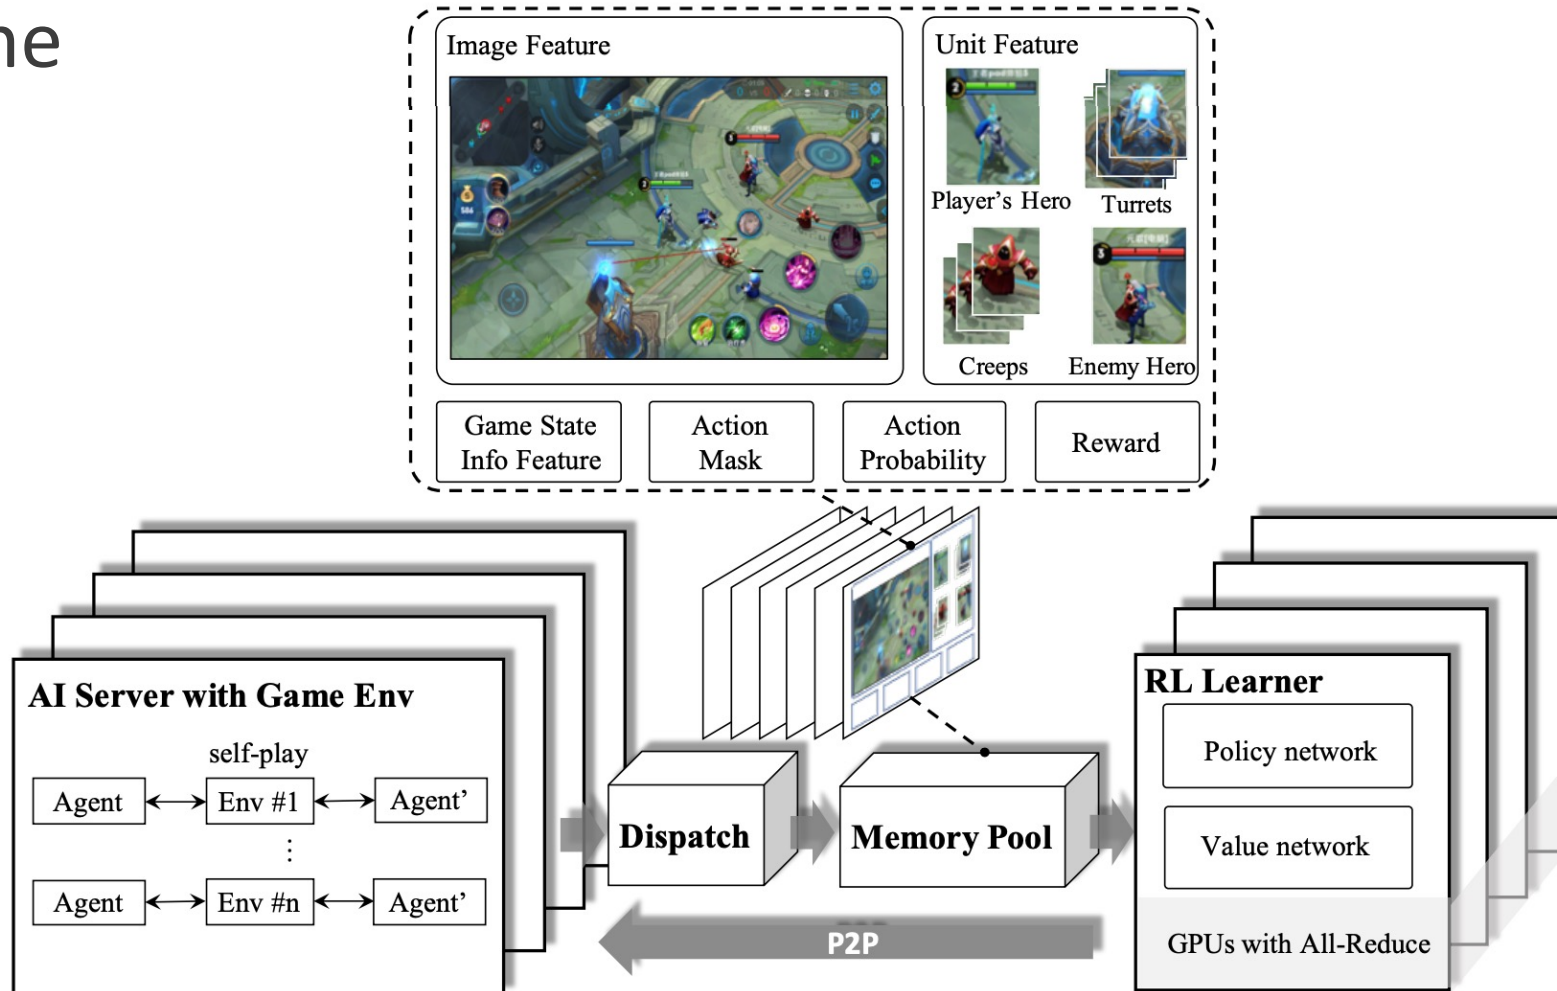 ne
Image Feature
Unit Feature
2
Player's Hero
Turrets
3
Creeps
Enemy Hero
Game State
Info Feature
Action
Mask
Action
Probability
Reward
AI Server with Game Env
self-play
Agent
Env #1
Agent’
⋮
Agent
Env #n
Agent’
Dispatch
Memory Pool
P2P
RL Learner
Policy network
Value network
GPUs with All-Reduce